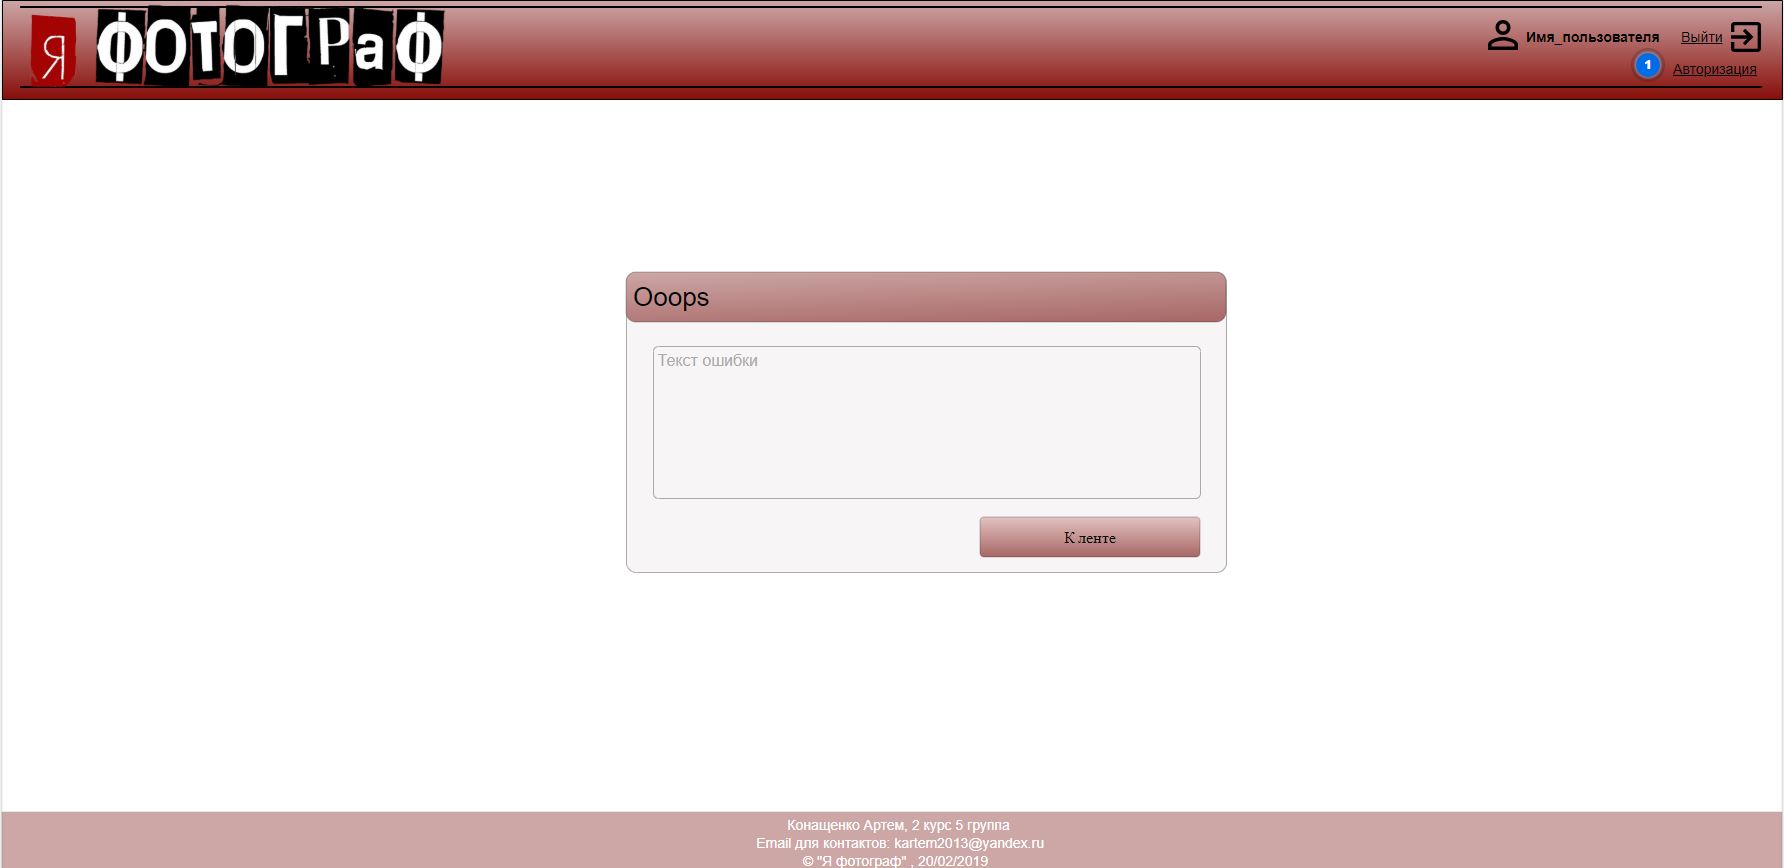 Я ФОТОГРаФ
Имя_пользователя Выйти
1 Авторизация
Ooops
Текст ошибки
К ленте
Конащенко Артем, 2 курс 5 группа
Email для контактов: kartem2013@yandex.ru
© "Я фотограф" , 20/02/2019